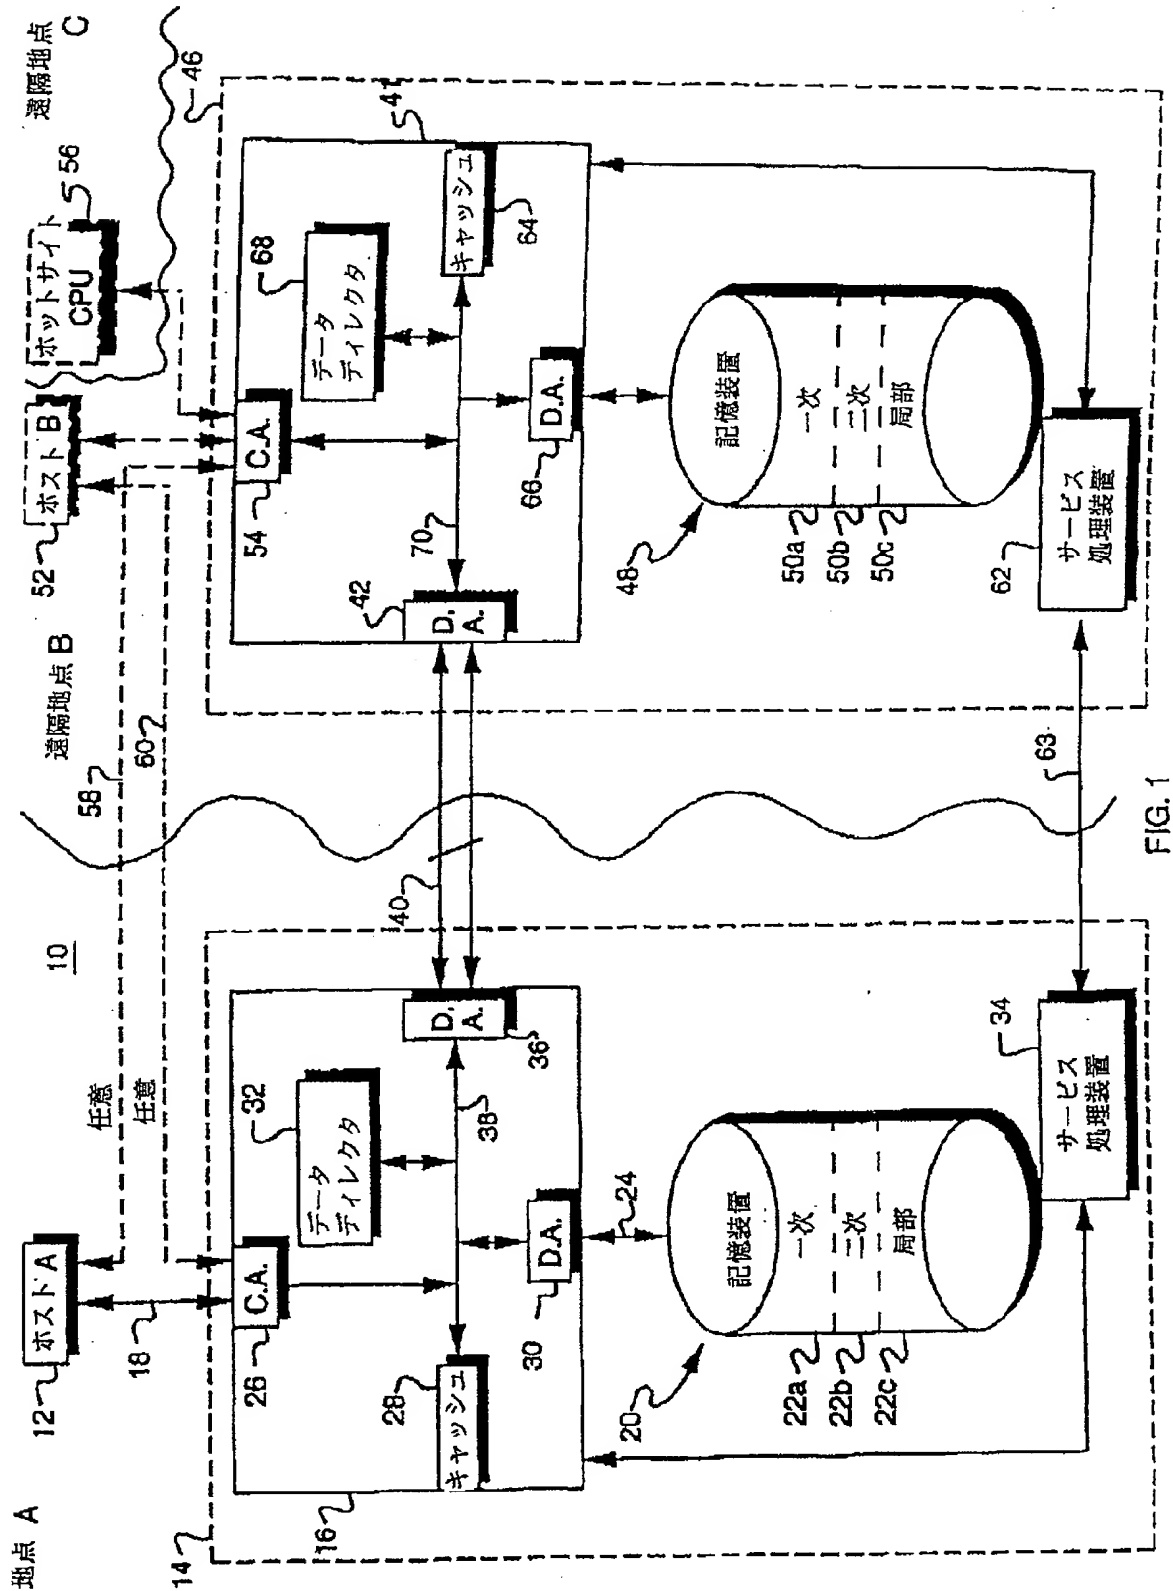 地点 A
10
遠隔地点 B
遠隔地点
C
12
ホスト A
18
任意
任意
58
60
52
ホスト B
ホットサイト
CPU
56
14
16
26
C.A.
32
データ
ディレクタ
28
キャッシュ
38
D.
A.
36
30
D.A.
24
40
46
41
54
C.A.
68
データ
ディレクタ
42
D.
A.
70
キャッシュ
64
66
D.A.
20
記憶装置
22a
一次
22b
二次
22c
局部
34
サービス
処理装置
63
48
記憶装置
50a
一次
50b
二次
50c
局部
62
サービス
処理装置
FIG. 1